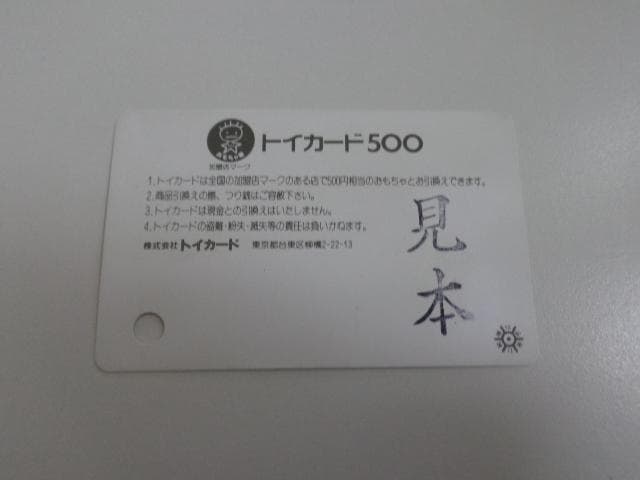 トイカード500
加盟店マーク
1.トイカードは全国の加盟店マークのある店で500円相当のおもちゃとお引換えできます。
2.商品引換えの際、つり銭はご容赦下さい。
3.トイカードは現金との引換えはいたしません。
4.トイカードの盗難・紛失・滅失等の責任は負いかねます。
株式会社トイカード 東京都台東区柳橋2-22-13
見本